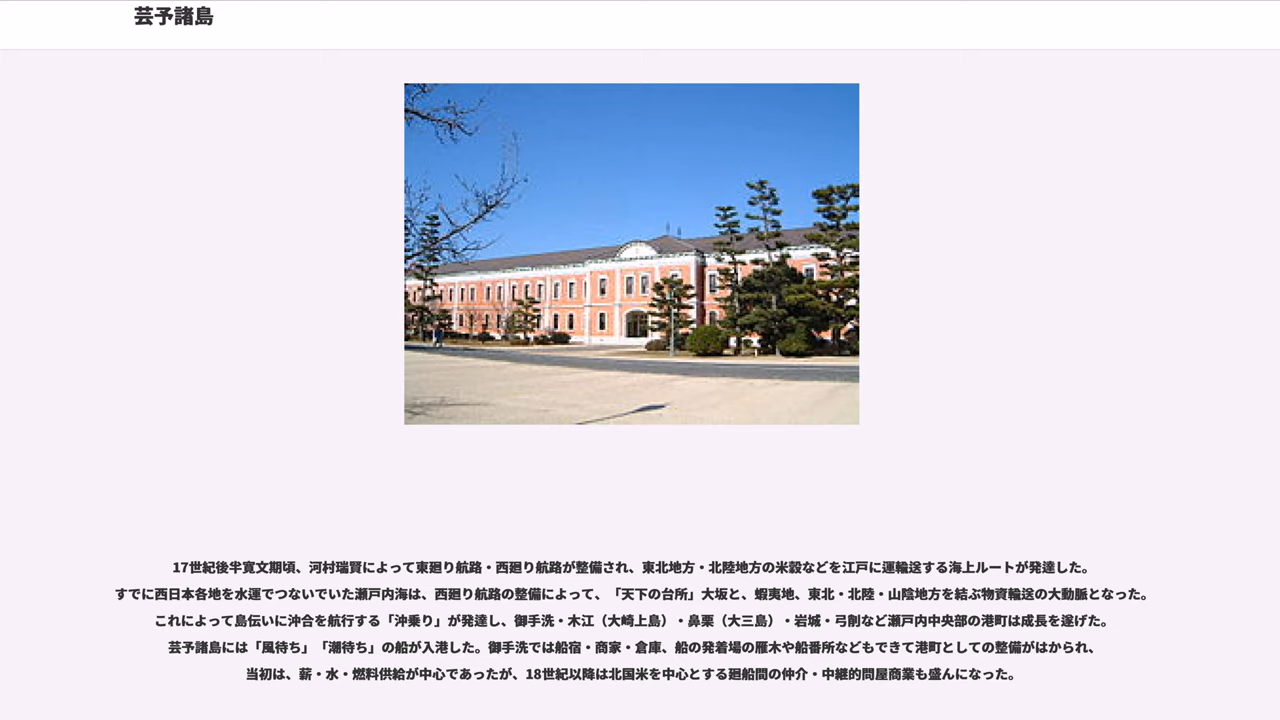 芸予諸島
17世紀後半寛文期頃、河村瑞賢によって東廻り航路・西廻り航路が整備され、東北地方・北陸地方の米穀などを江戸に運輸送する海上ルートが発達した。
すでに西日本各地を水運でつないでいた瀬戸内海は、西廻り航路の整備によって、「天下の台所」大坂と、蝦夷地、東北・北陸・山陰地方を結ぶ物資輪送の大動脈となった。
これによって島伝いに沖合を航行する「沖乗り」が発達し、御手洗・木江（大崎上島）・鼻栗（大三島）・岩城・弓削など瀬戸内中央部の港町は成長を遂げた。
芸予諸島には「風待ち」「潮待ち」の船が入港した。御手洗では船宿・商家・倉庫、船の発着場の雁木や船番所などもできて港町としての整備がはかられ、
当初は、薪・水・燃料供給が中心であったが、18世紀以降は北国米を中心とする廻船間の仲介・中継的問屋商業も盛んになった。